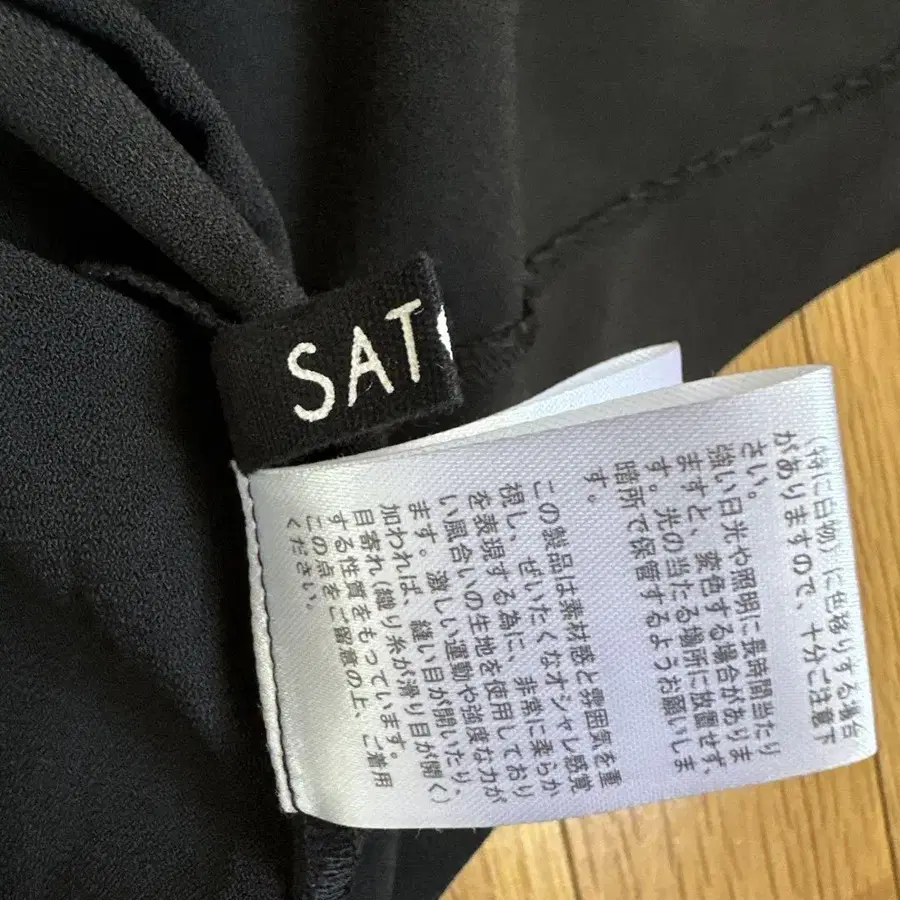 SAT
(特に白物)に色移りする場合
がありますので、十分ご注意下
さい。
強い日光や照明に長時間当たり
ますと、変色する場合がありま
す。光の当たる場所に放置せず、
暗所で保管するようお願いしま
す。
この製品は素材感と雰囲気を重
視し、ぜいたくなオシャレ感覚
を表現する為に、非常に柔らか
い風合いの生地を使用しており
ます。激しい運動や強度な力が
加われば、縫い目が開いたり、
目寄れ(織り糸が滑り目が開く)
する性質をもっています。
この点をご留意の上、ご着用
ください。